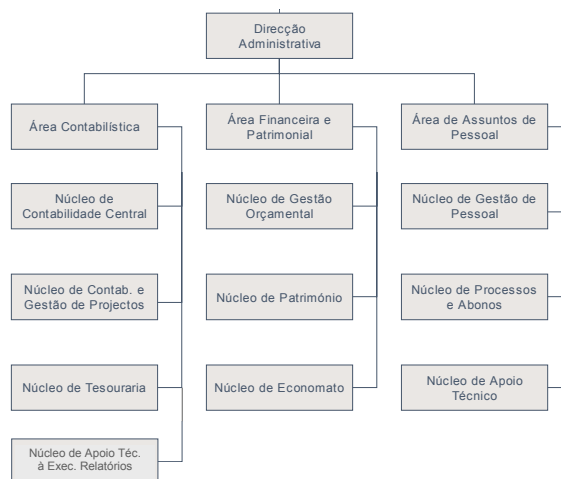 Direcção
Administrativa
Área Contabilística
Área Financeira e
Patrimonial
Área de Assuntos de
Pessoal
Núcleo de
Contabilidade Central
Núcleo de Gestão
Orçamental
Núcleo de Gestão de
Pessoal
Núcleo de Contab. e
Gestão de Projectos
Núcleo de Património
Núcleo de Processos
e Abonos
Núcleo de Tesouraria
Núcleo de Economato
Núcleo de Apoio
Técnico
Núcleo de Apoio Téc.
à Exec. Relatórios